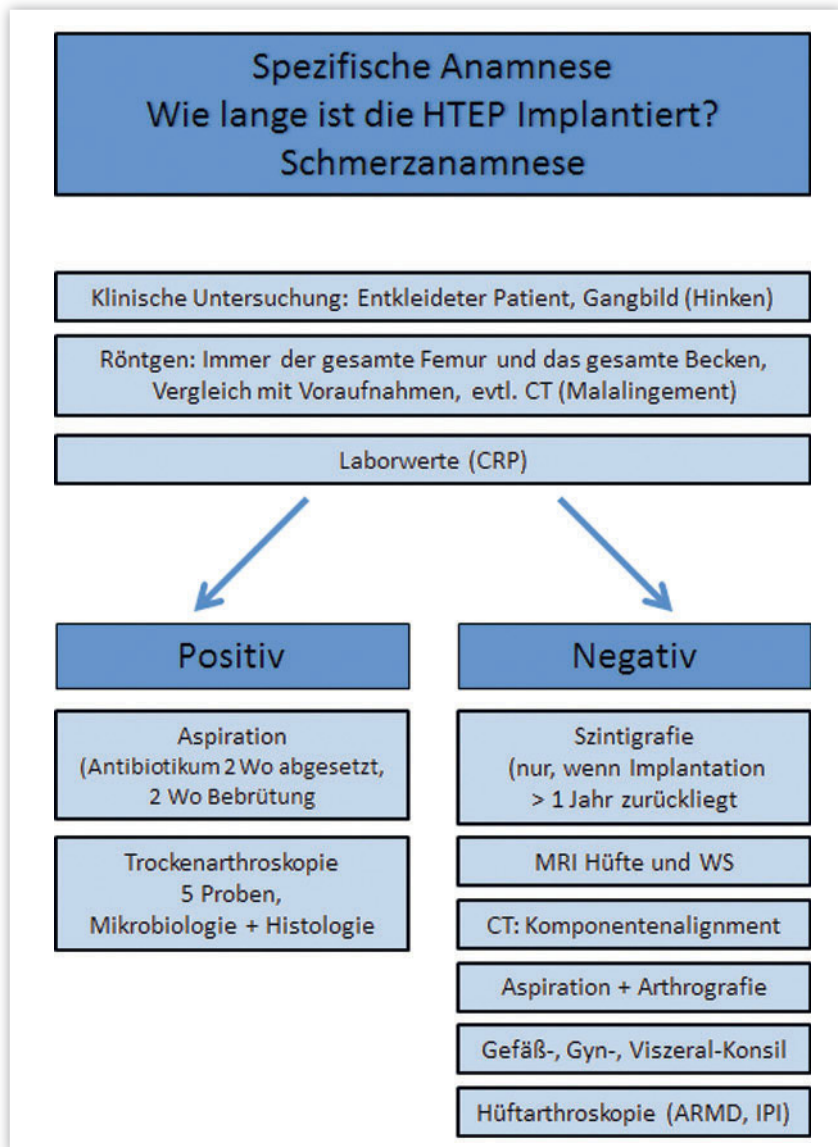 Spezifische Anamnese
Wie lange ist die HTEP Implantiert?
Schmerzanamnese
Klinische Untersuchung: Entkleideter Patient, Gangbild (Hinken)
Röntgen: Immer der gesamte Femur und das gesamte Becken,
Vergleich mit Voraufnahmen, evtl. CT (Malalingement)
Laborwerte (CRP)
Positiv
Aspiration
(Antibiotikum 2 Wo abgesetzt,
2 Wo Bebrütung
Trockenarthroskopie
5 Proben,
Mikrobiologie + Histologie
Negativ
Szintigrafie
(nur, wenn Implantation
> 1 Jahr zurückliegt
MRI Hüfte und WS
CT: Komponentenalignment
Aspiration + Arthrografie
Gefäß-, Gyn-, Viszeral-Konsil
Hüftarthroskopie (ARMD, IPI)